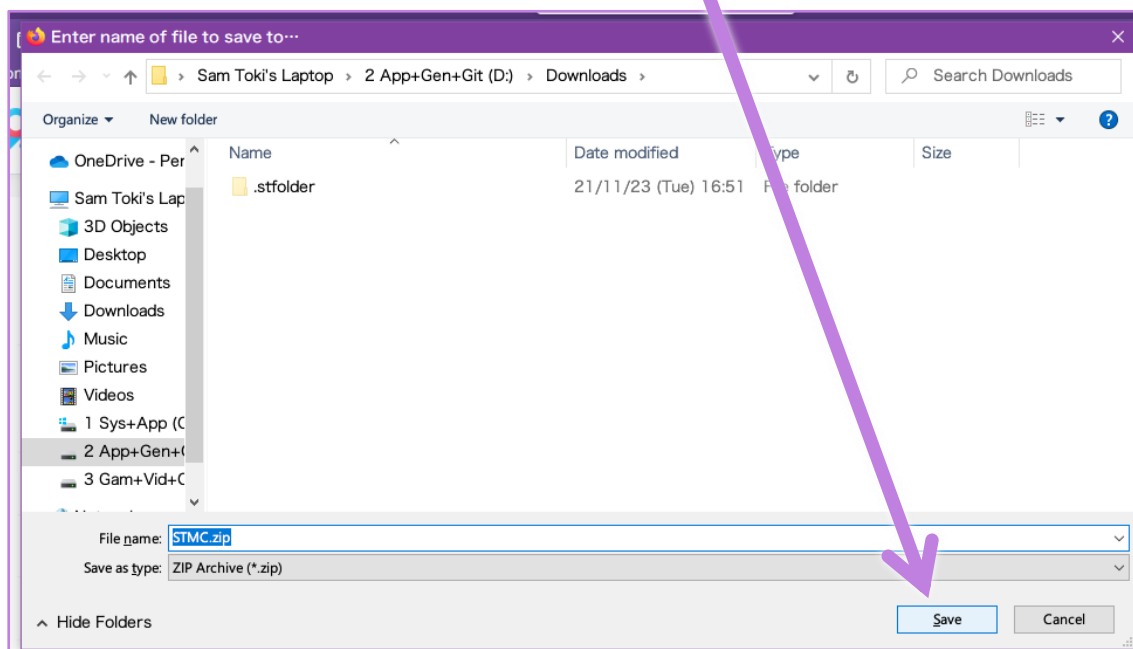 Enter name of file to save to…
Sam Toki's Laptop › 2 App+Gen+Git (D:) › Downloads ›
Search Downloads
Organize
New folder
Name
Date modified
Type
Size
.stfolder
21/11/23 (Tue) 16:51
File folder
OneDrive - Per
Sam Toki's Lap
3D Objects
Desktop
Documents
Downloads
Music
Pictures
Videos
1 Sys+App (C
2 App+Gen+G
3 Gam+Vid+C
File name:
STMC.zip
Save as type:
ZIP Archive (*.zip)
Hide Folders
Save
Cancel